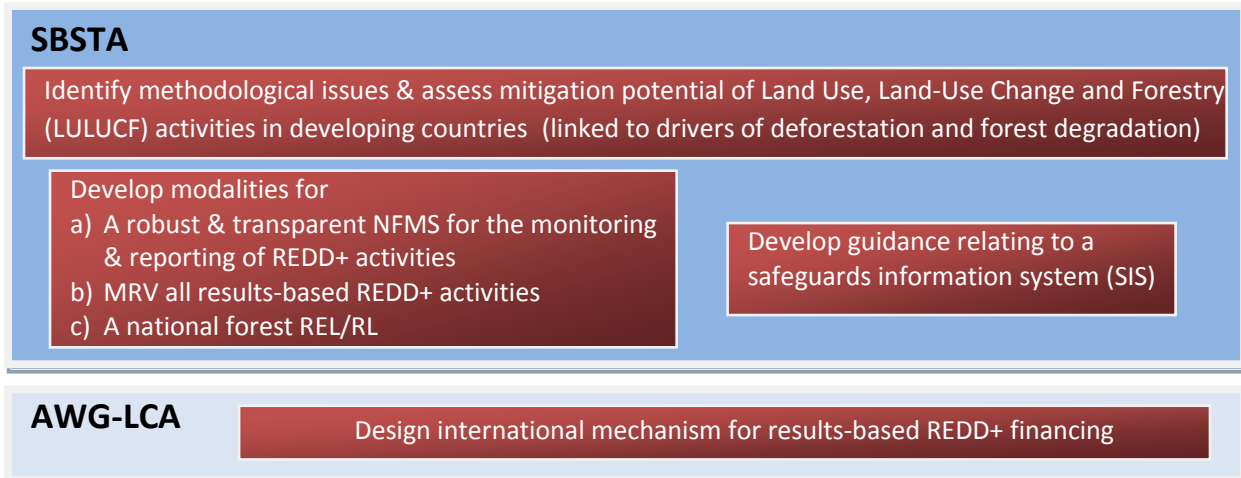 SBSTA
Identify methodological issues & assess mitigation potential of Land Use, Land-Use Change and Forestry
(LULUCF) activities in developing countries (linked to drivers of deforestation and forest degradation)
Develop modalities for
a) A robust & transparent NFMS for the monitoring
& reporting of REDD+ activities
b) MRV all results-based REDD+ activities
c) A national forest REL/RL
Develop guidance relating to a
safeguards information system (SIS)
AWG-LCA
Design international mechanism for results-based REDD+ financing